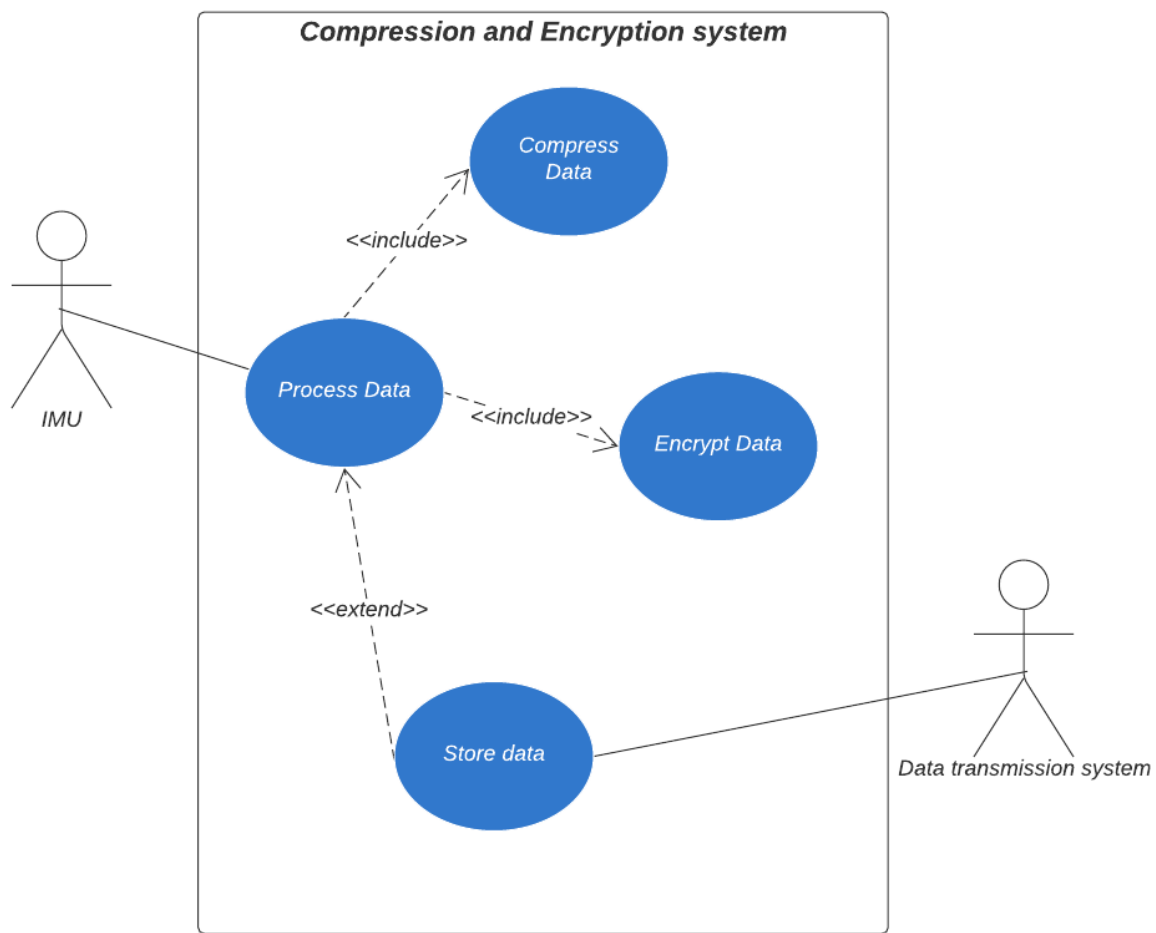 Compression and Encryption system
Compress
Data
<<include>>
Process Data
IMU
<<include>>
Encrypt Data
<<extend>>
Store data
Data transmission system